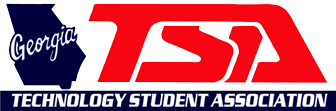 Georgia
TSA
TECHNOLOGY STUDENT ASSOCIATION